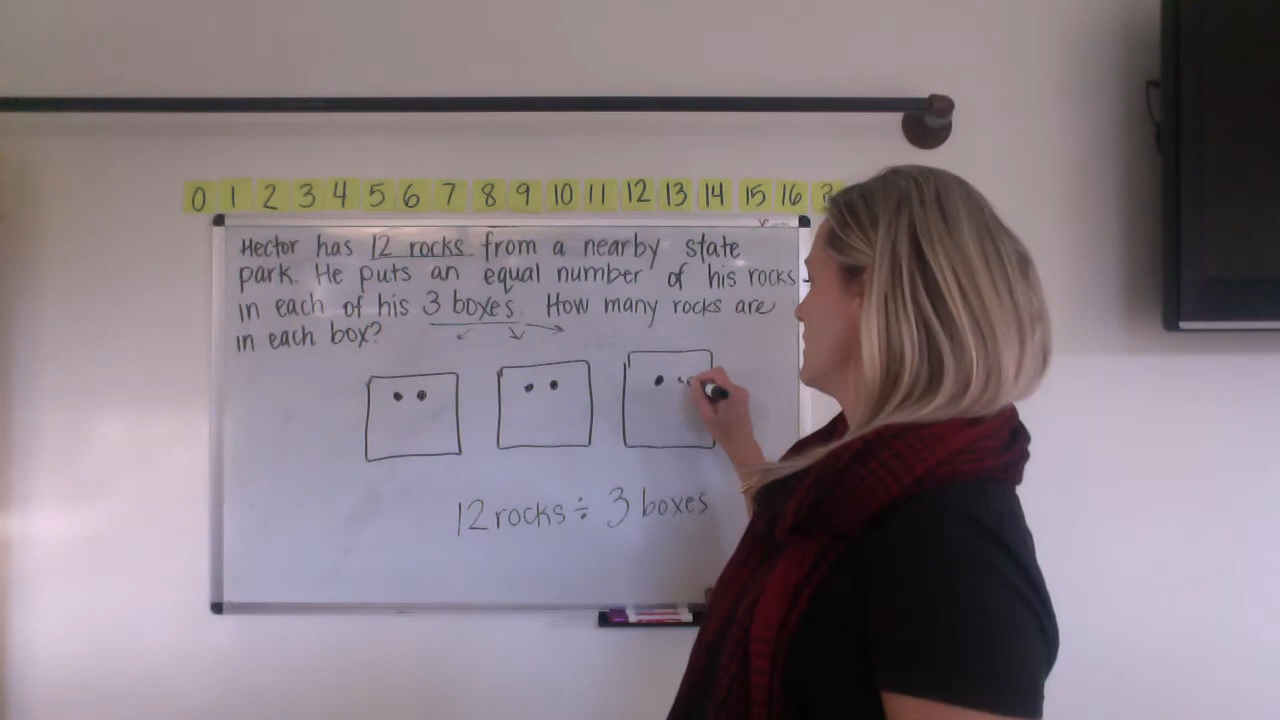 0 1 2 3 4 5 6 7 8 9 10 11 12 13 14 15 16
Hector has 12 rocks from a nearby state
park. He puts an equal number of his rocks
in each of his 3 boxes. How many rocks are
in each box?
12 rocks ÷ 3 boxes